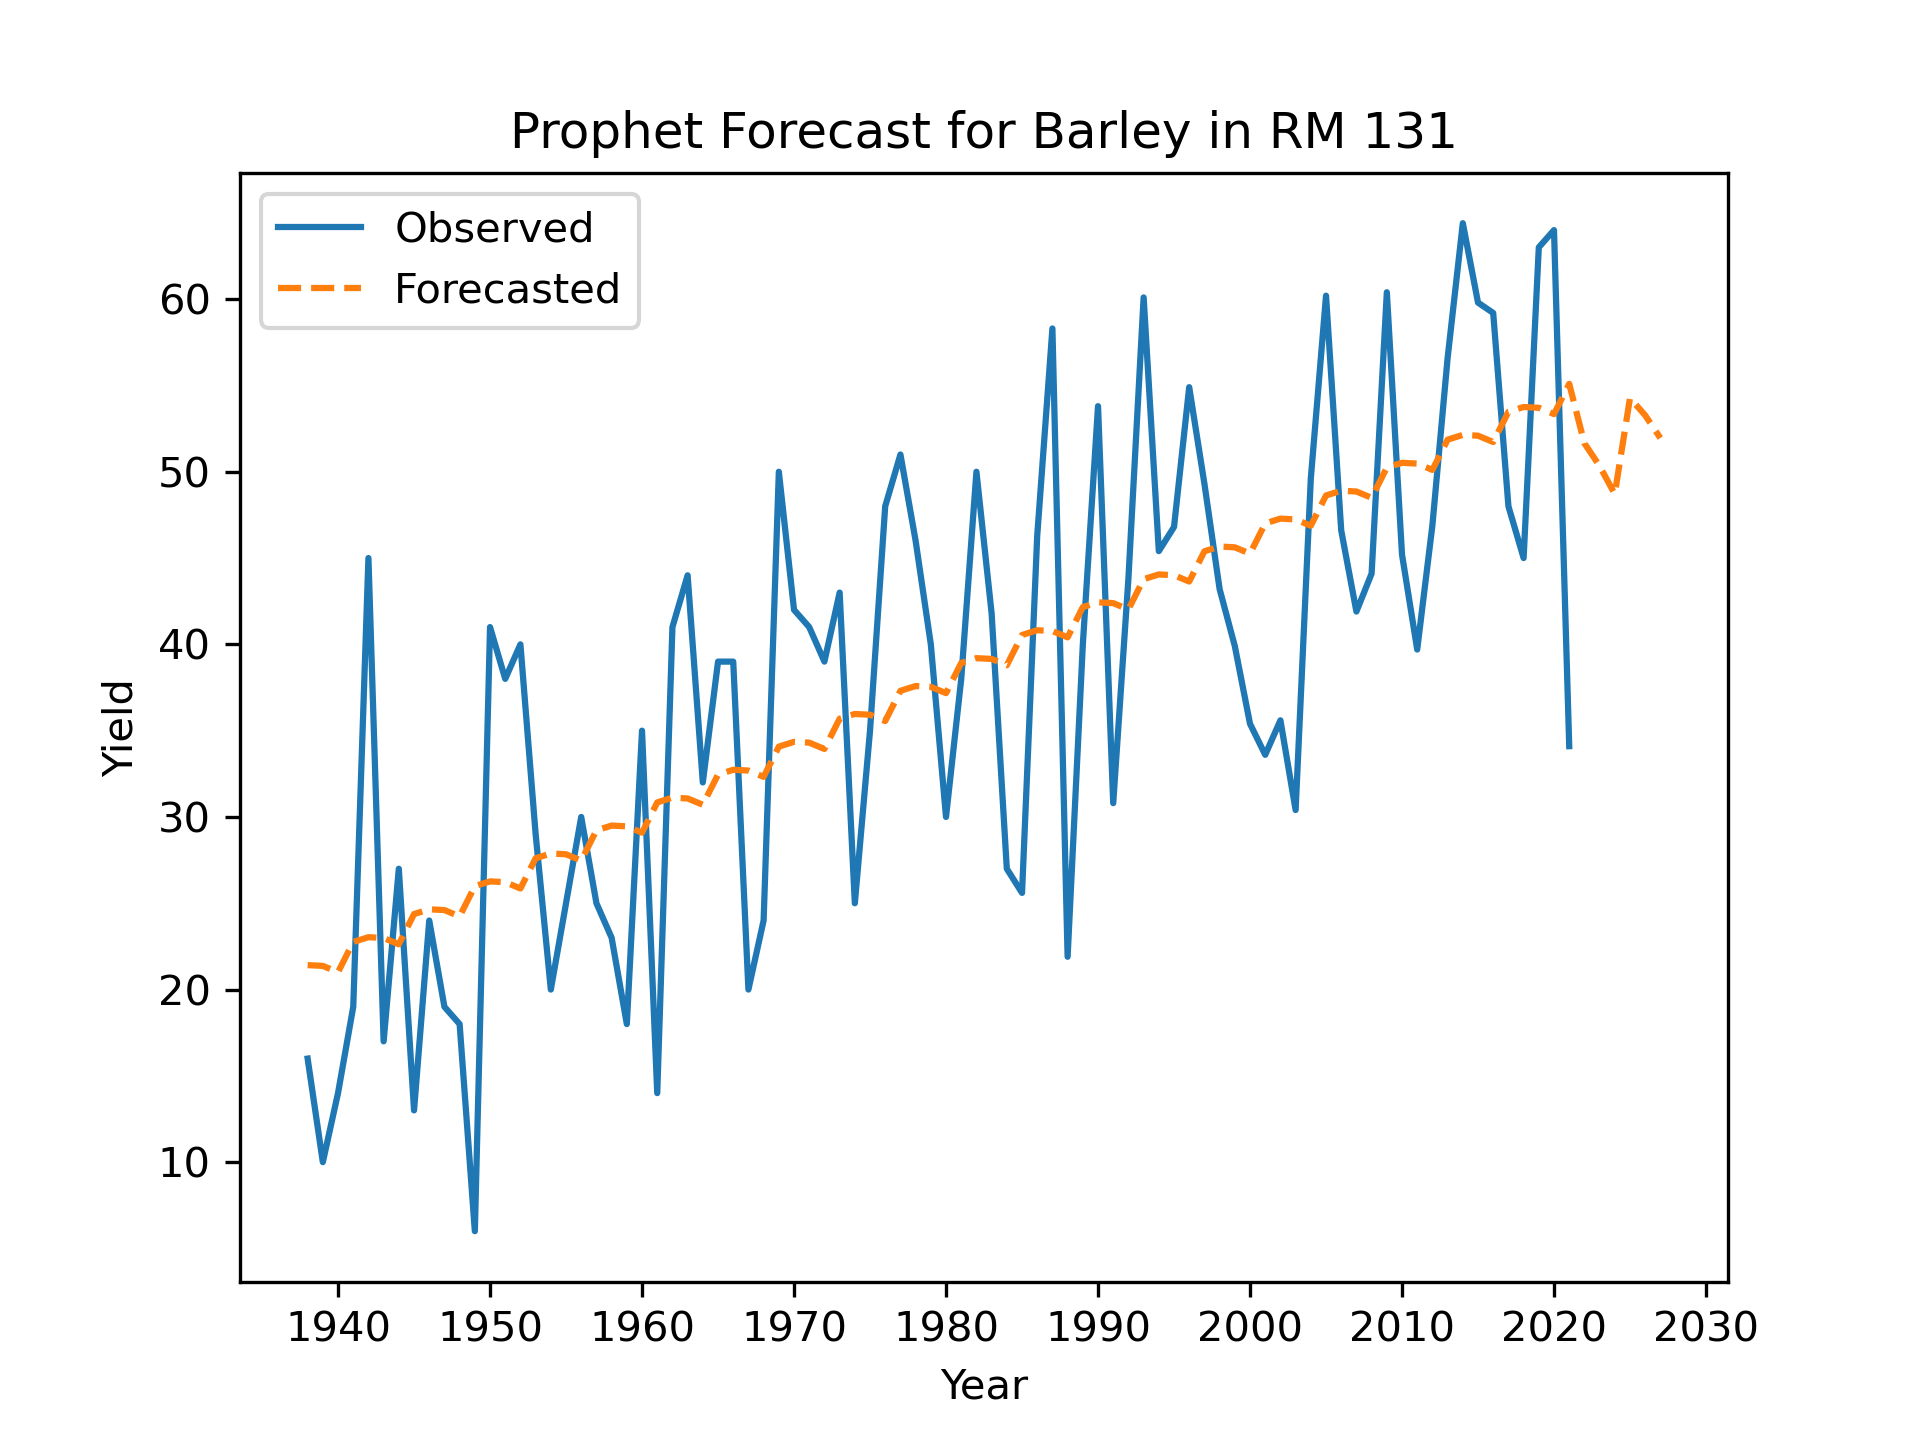 Prophet Forecast for Barley in RM 131
Observed
Forecasted
60
50
40
30
20
10
Yield
1940 1950 1960 1970 1980 1990 2000 2010 2020 2030
Year